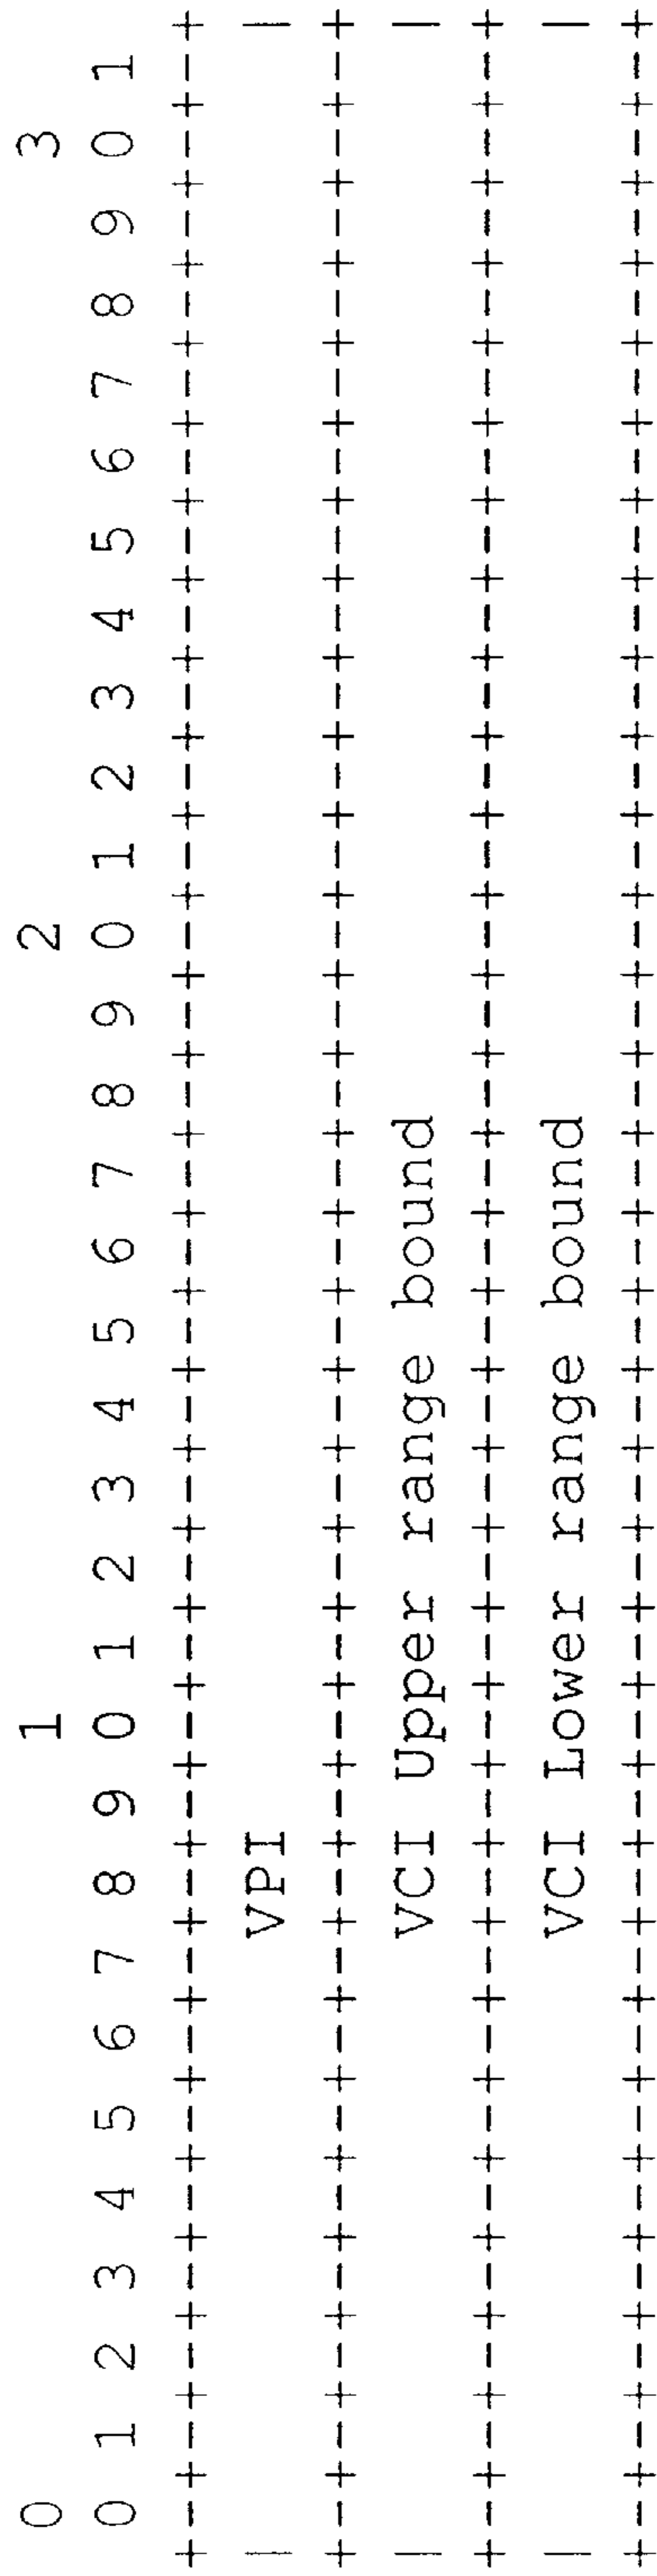 0                   1                   2                   3
 0 1 2 3 4 5 6 7 8 9 0 1 2 3 4 5 6 7 8 9 0 1 2 3 4 5 6 7 8 9 0 1
+-+-+-+-+-+-+-+-+-+-+-+-+-+-+-+-+-+-+-+-+-+-+-+-+-+-+-+-+-+-+-+-+
|               VPI                                             |
+-+-+-+-+-+-+-+-+-+-+-+-+-+-+-+-+-+-+-+-+-+-+-+-+-+-+-+-+-+-+-+-+
|               VCI Upper range bound                           |
+-+-+-+-+-+-+-+-+-+-+-+-+-+-+-+-+-+-+-+-+-+-+-+-+-+-+-+-+-+-+-+-+
|               VCI Lower range bound                           |
+-+-+-+-+-+-+-+-+-+-+-+-+-+-+-+-+-+-+-+-+-+-+-+-+-+-+-+-+-+-+-+-+